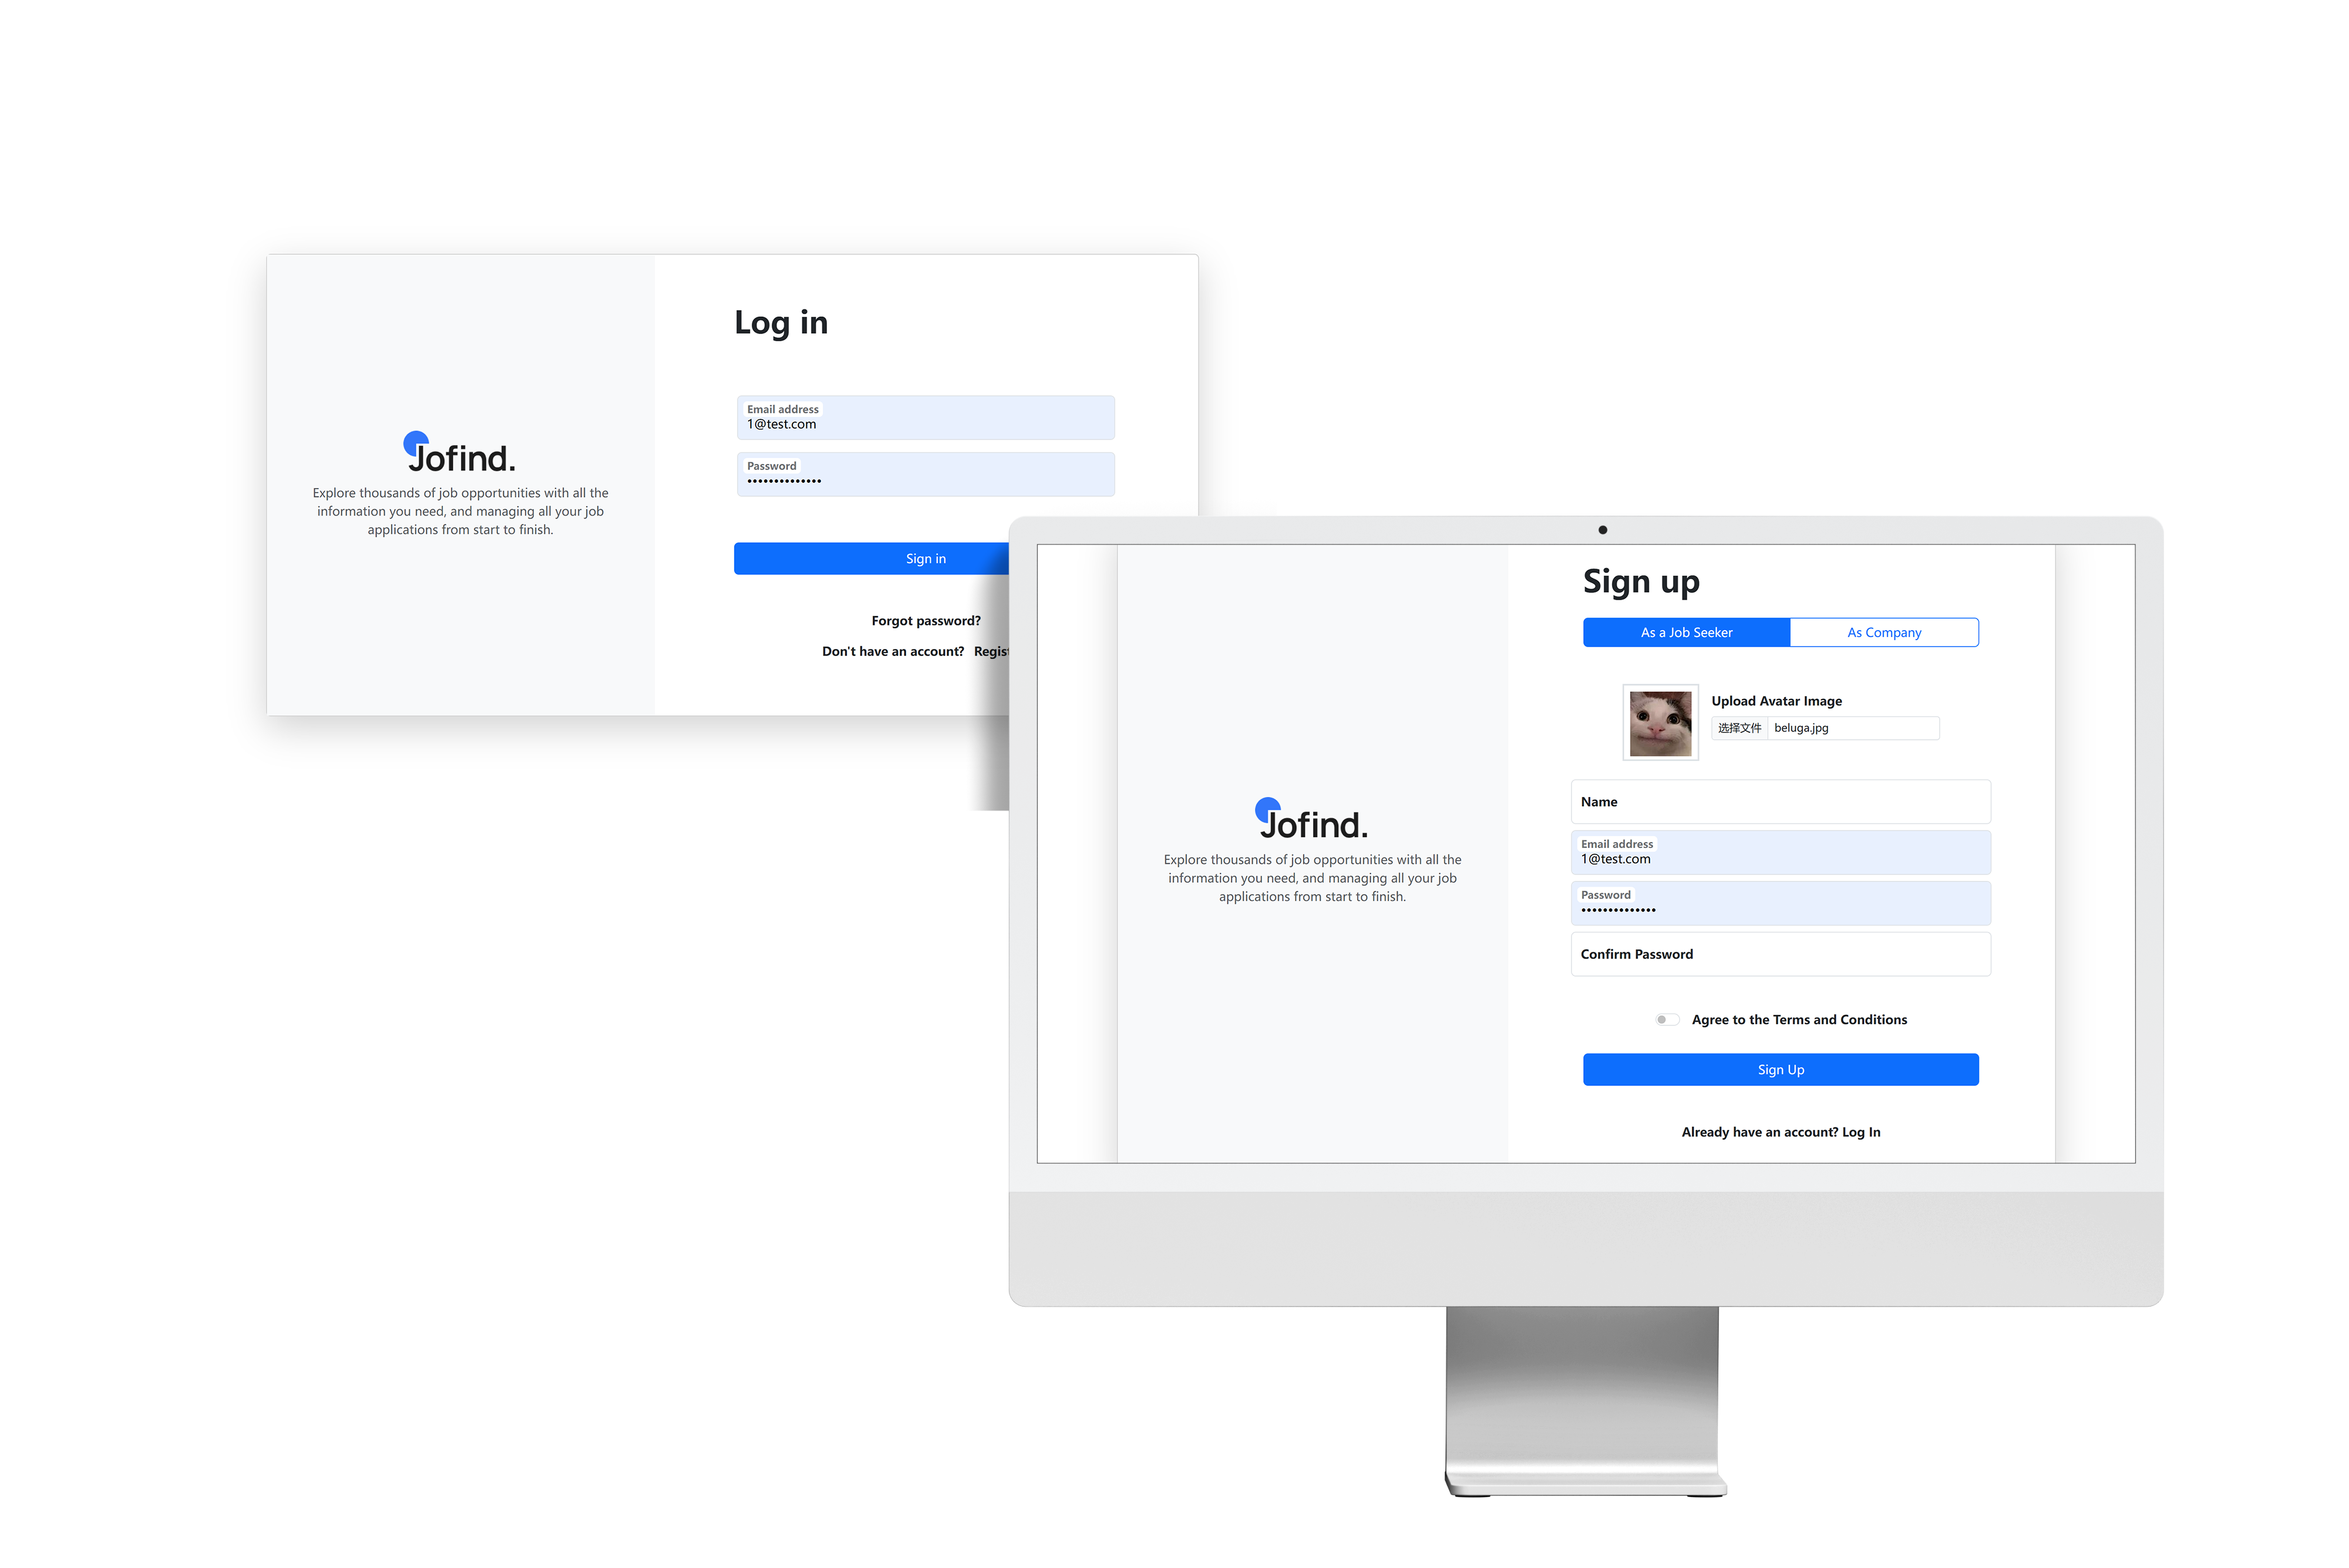 Log in
Email address
1@test.com
Password
••••••••••••••
Jofind.
Explore thousands of job opportunities with all the
information you need, and managing all your job
applications from start to finish.
Sign in
Forgot password?
Don't have an account? Regist
Sign up
As a Job Seeker
As Company
Upload Avatar Image
选择文件 beluga.jpg
Name
Email address
1@test.com
Password
••••••••••••••
Confirm Password
Jofind.
Explore thousands of job opportunities with all the
information you need, and managing all your job
applications from start to finish.
Agree to the Terms and Conditions
Sign Up
Already have an account? Log In